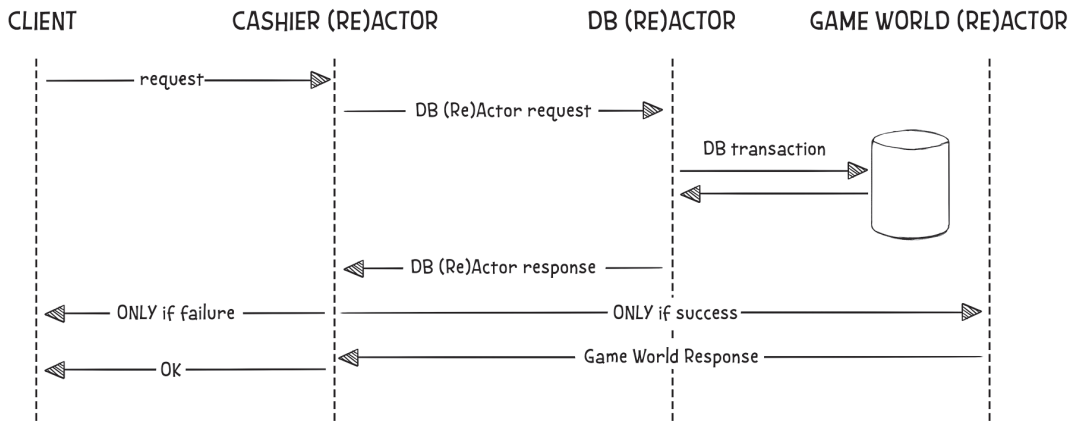 CLIENT
CASHIER (RE)ACTOR
DB (RE)ACTOR
GAME WORLD (RE)ACTOR
request
DB (Re)Actor request
DB transaction
DB (Re)Actor response
ONLY if failure
ONLY if success
Game World Response
OK